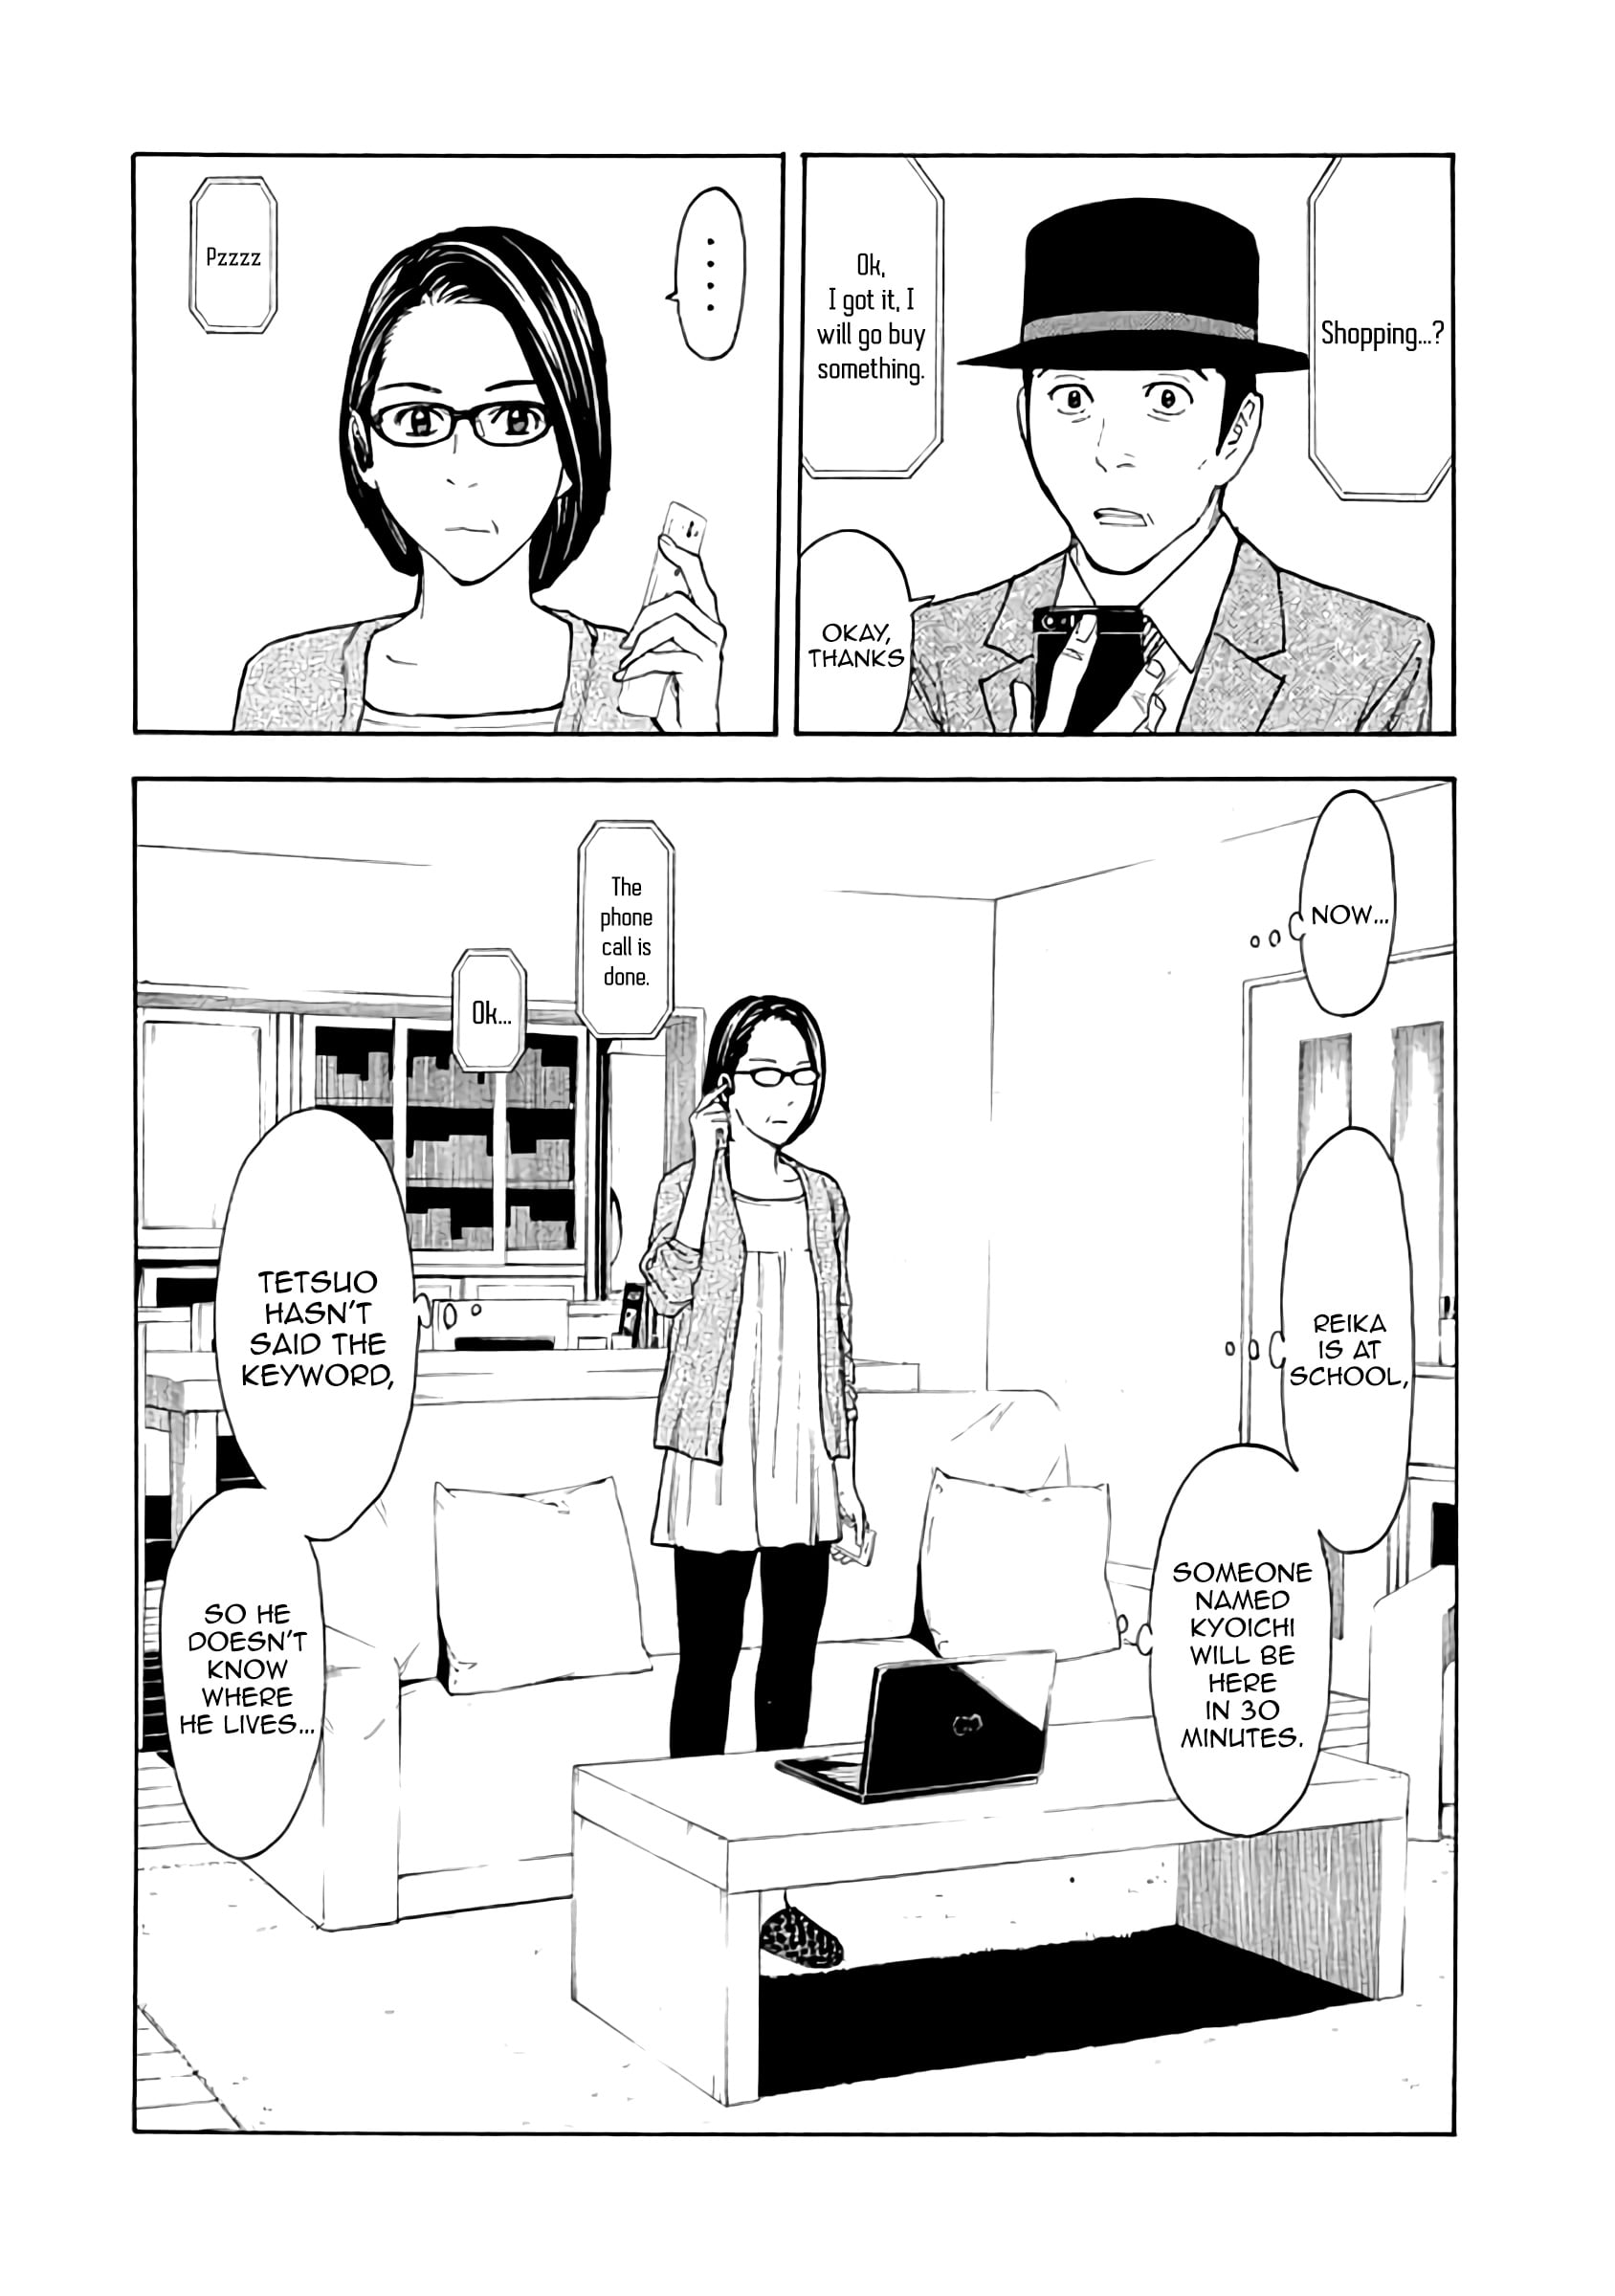 Shopping...?
Ok,
I got it, I
will go buy
something.
OKAY,
THANKS
....
Pzzzz
NOW...
REIKA
IS AT
SCHOOL,
SOMEONE
NAMED
KYOICHI
WILL BE
HERE
IN 30
MINUTES.
The
phone
call is
done.
Ok...
TETSUO
HASN'T
SAID THE
KEYWORD,
SO HE
DOESN'T
KNOW
WHERE
HE LIVES...